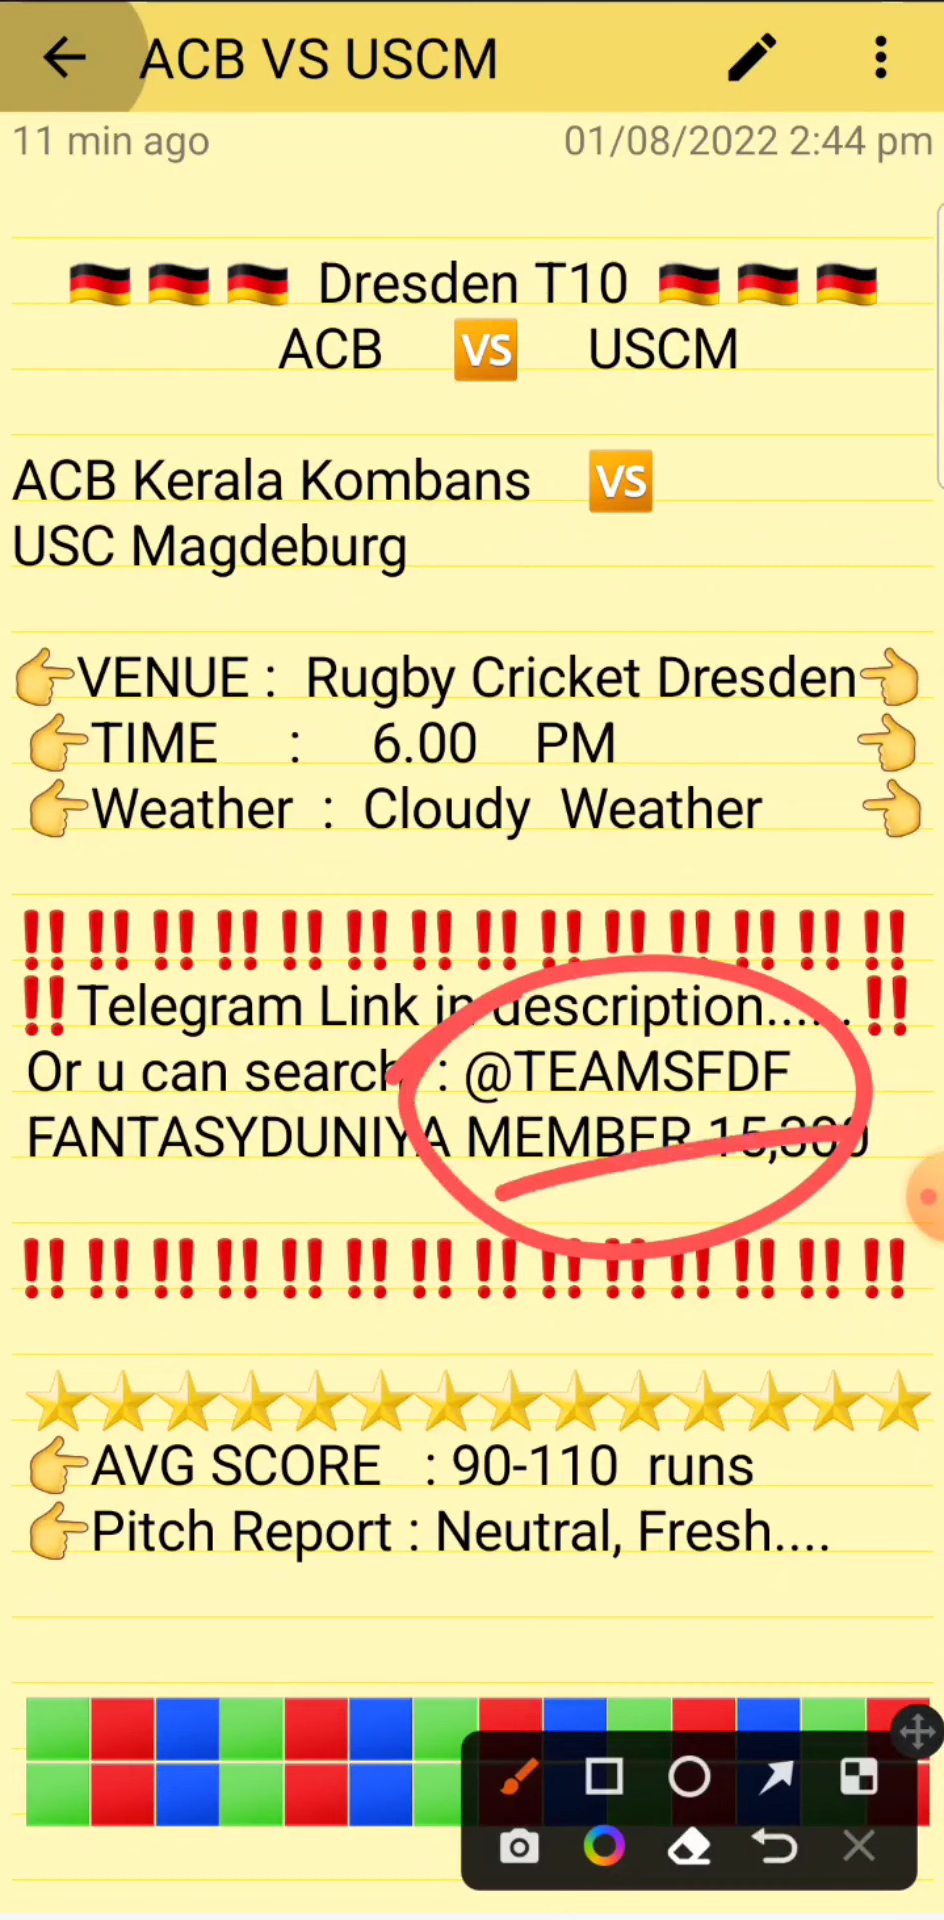 ACB VS USCM
11 min ago 01/08/2022 2:44 pm
🇩🇪 🇩🇪 🇩🇪 Dresden T10 🇩🇪 🇩🇪 🇩🇪
ACB 🆚 USCM
ACB Kerala Kombans 🆚
USC Magdeburg
👉VENUE : Rugby Cricket Dresden👈
👉TIME : 6.00 PM 👈
👉Weather : Cloudy Weather 👈
‼️‼️‼️‼️‼️‼️‼️‼️‼️‼️‼️‼️‼️‼️
‼️Telegram Link in description......‼️
Or u can search : @TEAMSFDF
FANTASYDUNIYA MEMBER 15,300
‼️‼️‼️‼️‼️‼️‼️‼️‼️‼️‼️‼️‼️‼️
⭐⭐⭐⭐⭐⭐⭐⭐⭐⭐⭐⭐⭐⭐
👉AVG SCORE : 90-110 runs
👉Pitch Report : Neutral, Fresh....